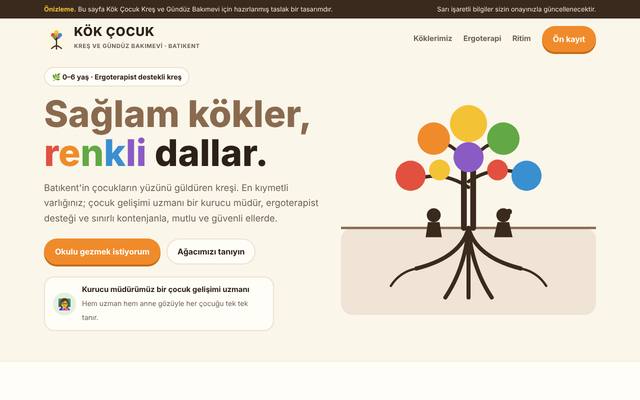 Önizleme. Bu sayfa Kök Çocuk Kreş ve Gündüz Bakımevi için hazırlanmış taslak bir tasarımdır.
Sarı işaretli bilgiler sizin onayınızla güncellenecektir.
KÖK ÇOCUK
KREŞ VE GÜNDÜZ BAKIMEVİ · BATIKENT
Köklerimiz
Ergoterapi
Ritim
Ön kayıt
0–6 yaş · Ergoterapist destekli kreş
Sağlam kökler,
renkli dallar.
Batıkent'in çocukların yüzünü güldüren kreşi. En kıymetli
varlığınız; çocuk gelişimi uzmanı bir kurucu müdür, ergoterapist
desteği ve sınırlı kontenjanla, mutlu ve güvenli ellerde.
Okulu gezmek istiyorum
Ağacımızı tanıyın
Kurucu müdürümüz bir çocuk gelişimi uzmanı
Hem uzman hem anne gözüyle her çocuğu tek tek
tanır.